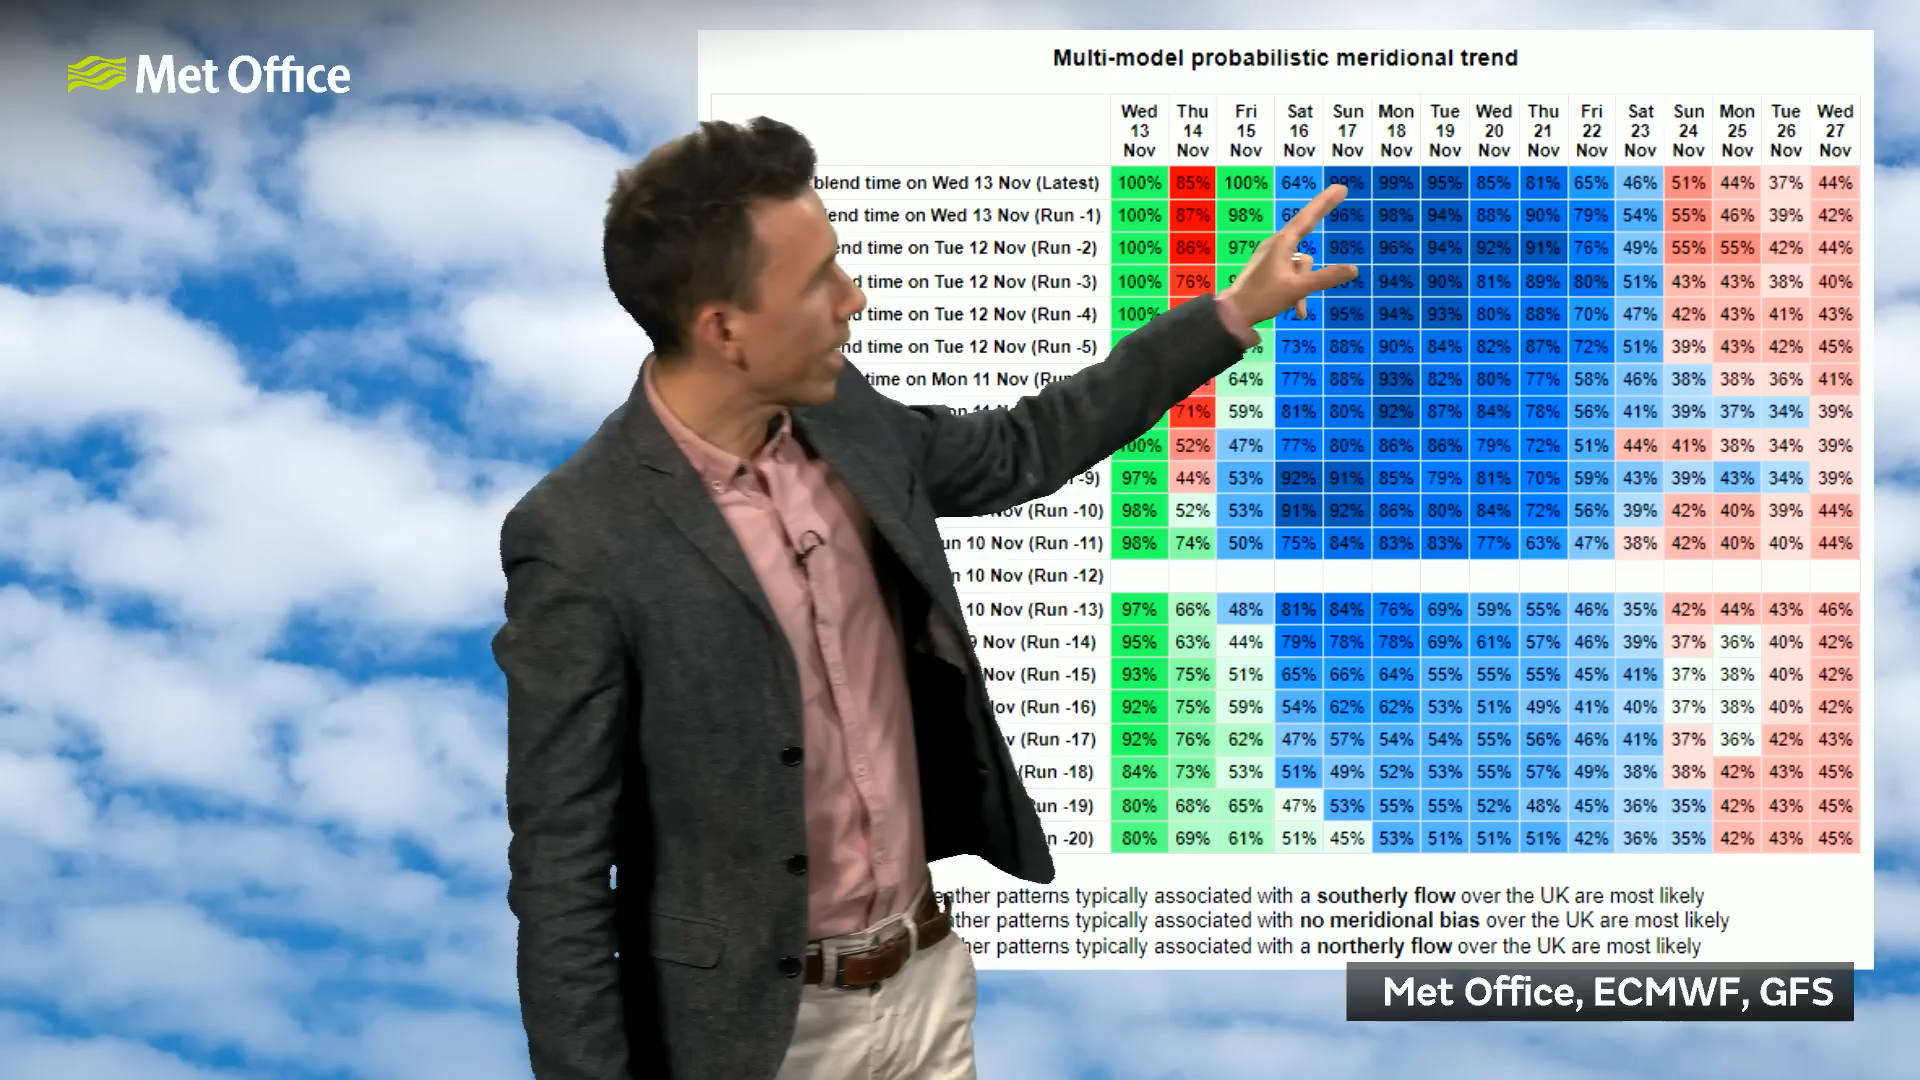 Met Office
Multi-model probabilistic meridional trend
Wed Thu Fri Sat Sun Mon Tue Wed Thu Fri Sat Sun Mon Tue Wed
13 14 15 16 17 18 19 20 21 22 23 24 25 26 27
Nov Nov Nov Nov Nov Nov Nov Nov Nov Nov Nov Nov Nov Nov Nov
blend time on Wed 13 Nov (Latest) 100% 85% 100% 64% 99% 99% 95% 85% 81% 65% 46% 51% 44% 37% 44%
time on Wed 13 Nov (Run -1) 100% 87% 98% 96% 98% 94% 88% 90% 79% 54% 55% 46% 39% 42%
time on Tue 12 Nov (Run -2) 100% 86% 97% 98% 96% 94% 92% 91% 76% 49% 55% 55% 42% 44%
time on Tue 12 Nov (Run -3) 100% 76% 94% 90% 81% 89% 80% 51% 43% 43% 38% 40%
time on Tue 12 Nov (Run -4) 100% 95% 94% 93% 80% 88% 70% 47% 42% 43% 41% 43%
time on Tue 12 Nov (Run -5) 73% 88% 90% 84% 82% 87% 72% 51% 39% 43% 42% 45%
time on Mon 11 Nov 64% 77% 88% 93% 82% 80% 77% 58% 46% 38% 38% 36% 41%
71% 59% 81% 80% 92% 87% 84% 78% 56% 41% 39% 37% 34% 39%
100% 52% 47% 77% 80% 86% 86% 79% 72% 51% 44% 41% 38% 34% 39%
-9) 97% 44% 53% 92% 91% 85% 79% 81% 70% 59% 43% 39% 43% 34% 39%
Nov (Run -10) 98% 52% 53% 91% 92% 86% 80% 84% 72% 56% 39% 42% 40% 39% 44%
10 Nov (Run -11) 98% 74% 50% 75% 84% 83% 83% 77% 63% 47% 38% 42% 40% 40% 44%
10 Nov (Run -12)
10 Nov (Run -13) 97% 66% 48% 81% 84% 76% 69% 59% 55% 46% 35% 42% 44% 43% 46%
9 Nov (Run -14) 95% 63% 44% 79% 78% 78% 69% 61% 57% 46% 39% 37% 36% 40% 42%
Nov (Run -15) 93% 75% 51% 65% 66% 64% 55% 55% 55% 45% 41% 37% 38% 40% 42%
(Run -16) 92% 75% 59% 54% 62% 62% 53% 51% 49% 41% 40% 37% 38% 40% 42%
(Run -17) 92% 76% 62% 47% 57% 54% 54% 55% 56% 46% 41% 37% 36% 42% 43%
(Run -18) 84% 73% 53% 51% 49% 52% 53% 55% 57% 49% 38% 38% 42% 43% 45%
-19) 80% 68% 65% 47% 53% 55% 55% 52% 48% 45% 36% 35% 42% 43% 45%
-20) 80% 69% 61% 51% 45% 53% 51% 51% 51% 42% 36% 35% 42% 43% 45%
patterns typically associated with a southerly flow over the UK are most likely
patterns typically associated with no meridional bias over the UK are most likely
patterns typically associated with a northerly flow over the UK are most likely
Met Office, ECMWF, GFS